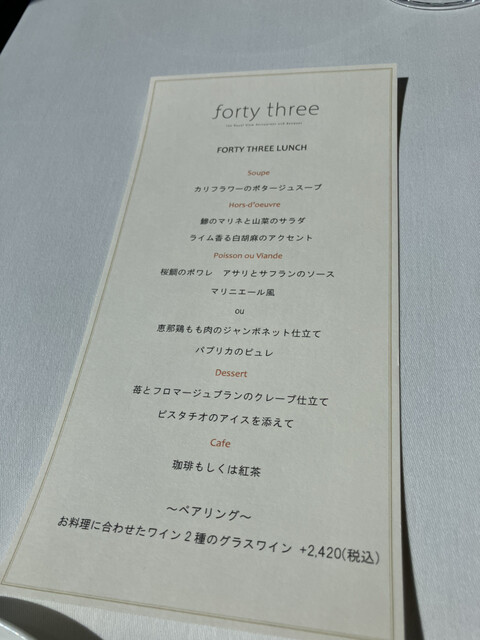 forty three
FORTY THREE LUNCH
Soupe
カリフラワーのポタージュスープ
Hors-d'oeuvre
鯵のマリネと山菜のサラダ
ライム香る白胡麻のアクセント
Poisson ou Viande
桜鯛のポワレ　アサリとサフランのソース
マリニエール風
ou
恵那鶏もも肉のジャンボネット仕立て
パプリカのピュレ
Dessert
苺とフロマージュブランのクレープ仕立て
ピスタチオのアイスを添えて
Cafe
珈琲もしくは紅茶
～ペアリング～
お料理に合わせたワイン２種のグラスワイン +2,420(税込)